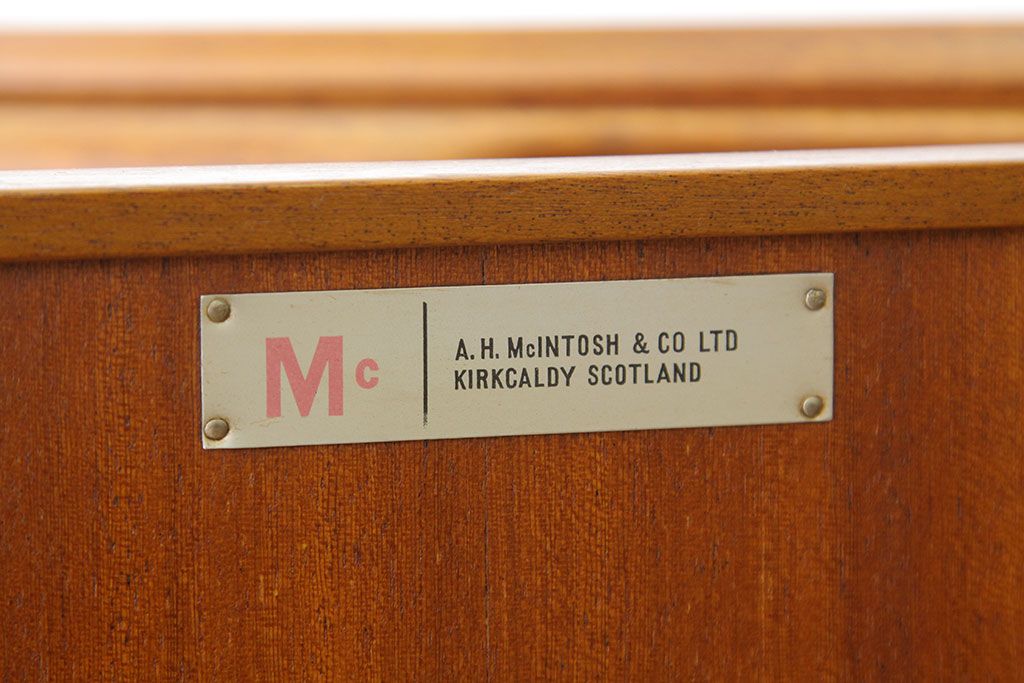 Mc
A.H. McINTOSH & CO LTD
KIRKCALDY SCOTLAND